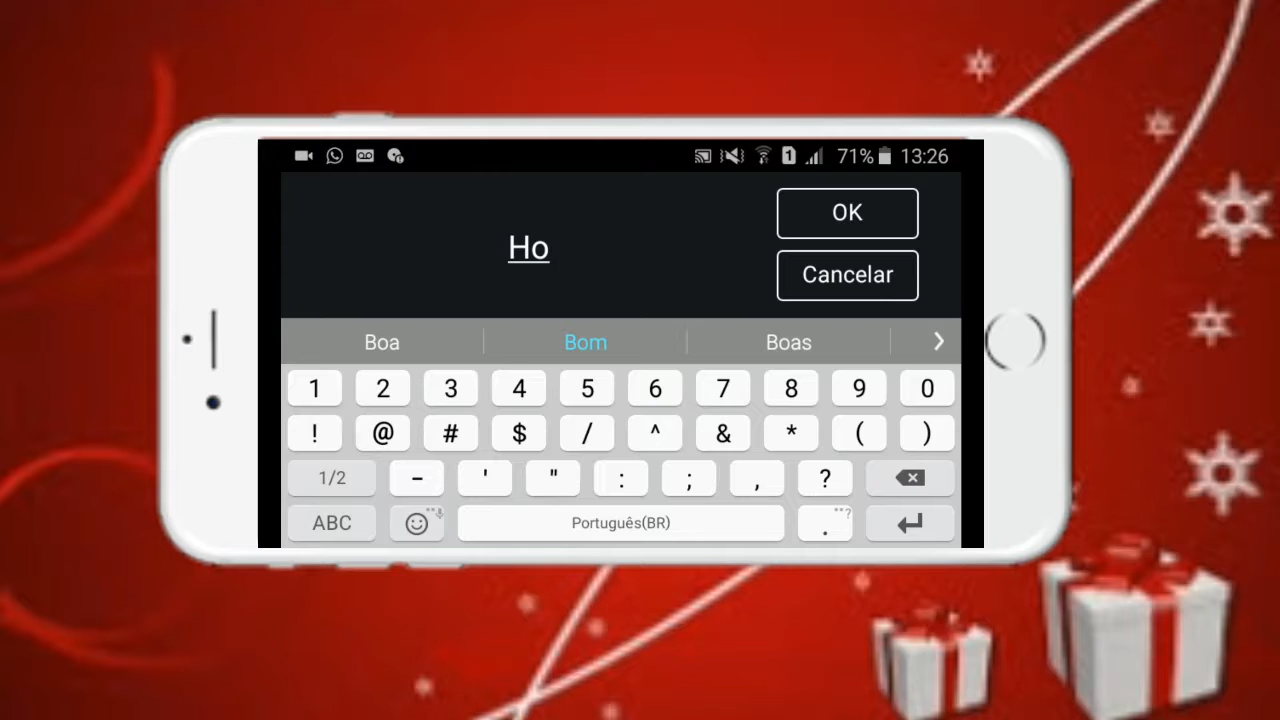 1 71% 13:26
Ho
OK
Cancelar
Boa Bom Boas
1 2 3 4 5 6 7 8 9 0
! @ # $ / ^ & * ( )
1/2 - ' " : ; , ?
ABC Português(BR) .